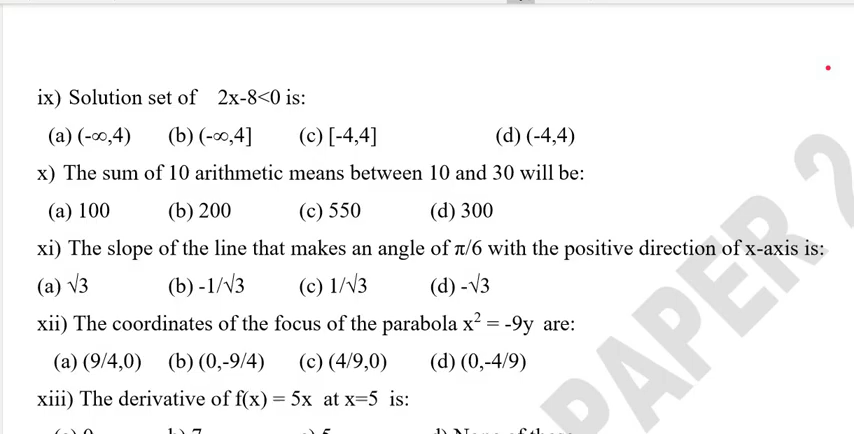 ix) Solution set of 2x-8<0 is:
(a) (-∞,4) (b) (-∞,4] (c) [-4,4] (d) (-4,4)
x) The sum of 10 arithmetic means between 10 and 30 will be:
(a) 100 (b) 200 (c) 550 (d) 300
xi) The slope of the line that makes an angle of π/6 with the positive direction of x-axis is:
(a) √3 (b) -1/√3 (c) 1/√3 (d) -√3
xii) The coordinates of the focus of the parabola x² = -9y are:
(a) (9/4,0) (b) (0,-9/4) (c) (4/9,0) (d) (0,-4/9)
xiii) The derivative of f(x) = 5x at x=5 is:
PAPER 2